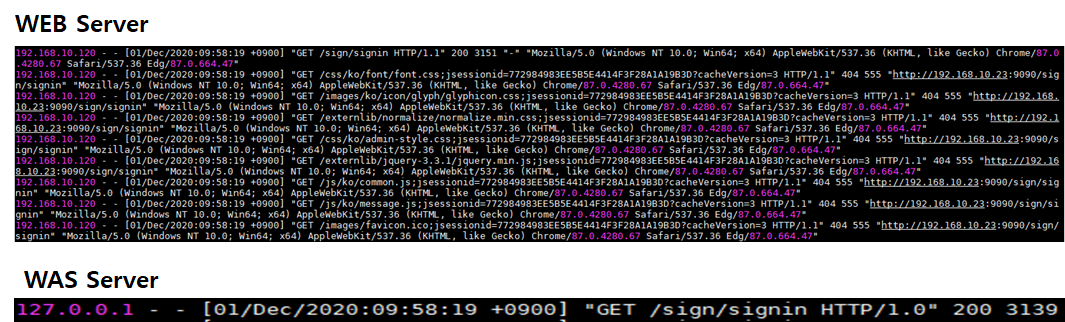 WEB Server
192.168.10.120 - - [01/Dec/2020:09:58:19 +0900] "GET /sign/signin HTTP/1.1" 200 3151 "-" "Mozilla/5.0 (Windows NT 10.0; Win64; x64) AppleWebKit/537.36 (KHTML, like Gecko) Chrome/87.0
.4280.67 Safari/537.36 Edg/87.0.664.47"
192.168.10.120 - - [01/Dec/2020:09:58:19 +0900] "GET /css/ko/font/font.css;jsessionid=772984983EE5B5E4414F3F28A1A19B3D?cacheVersion=3 HTTP/1.1" 404 555 "http://192.168.10.23:9090/sig
n/signin" "Mozilla/5.0 (Windows NT 10.0; Win64; x64) AppleWebKit/537.36 (KHTML, like Gecko) Chrome/87.0.4280.67 Safari/537.36 Edg/87.0.664.47"
192.168.10.120 - - [01/Dec/2020:09:58:19 +0900] "GET /images/ko/icon/glyph/glyphicon.css;jsessionid=772984983EE5B5E4414F3F28A1A19B3D?cacheVersion=3 HTTP/1.1" 404 555 "http://192.168.
10.23:9090/sign/signin" "Mozilla/5.0 (Windows NT 10.0; Win64; x64) AppleWebKit/537.36 (KHTML, like Gecko) Chrome/87.0.4280.67 Safari/537.36 Edg/87.0.664.47"
192.168.10.120 - - [01/Dec/2020:09:58:19 +0900] "GET /externlib/normalize/normalize.min.css;jsessionid=772984983EE5B5E4414F3F28A1A19B3D?cacheVersion=3 HTTP/1.1" 404 555 "http://192.1
68.10.23:9090/sign/signin" "Mozilla/5.0 (Windows NT 10.0; Win64; x64) AppleWebKit/537.36 (KHTML, like Gecko) Chrome/87.0.4280.67 Safari/537.36 Edg/87.0.664.47"
192.168.10.120 - - [01/Dec/2020:09:58:19 +0900] "GET /css/ko/admin-style.css;jsessionid=772984983EE5B5E4414F3F28A1A19B3D?cacheVersion=3 HTTP/1.1" 404 555 "http://192.168.10.23:9090/s
ign/signin" "Mozilla/5.0 (Windows NT 10.0; Win64; x64) AppleWebKit/537.36 (KHTML, like Gecko) Chrome/87.0.4280.67 Safari/537.36 Edg/87.0.664.47"
192.168.10.120 - - [01/Dec/2020:09:58:19 +0900] "GET /externlib/jquery-3.3.1/jquery.min.js;jsessionid=772984983EE5B5E4414F3F28A1A19B3D?cacheVersion=3 HTTP/1.1" 404 555 "http://192.16
8.10.23:9090/sign/signin" "Mozilla/5.0 (Windows NT 10.0; Win64; x64) AppleWebKit/537.36 (KHTML, like Gecko) Chrome/87.0.4280.67 Safari/537.36 Edg/87.0.664.47"
192.168.10.120 - - [01/Dec/2020:09:58:19 +0900] "GET /js/ko/common.js;jsessionid=772984983EE5B5E4414F3F28A1A19B3D?cacheVersion=3 HTTP/1.1" 404 555 "http://192.168.10.23:9090/sign/sig
nin" "Mozilla/5.0 (Windows NT 10.0; Win64; x64) AppleWebKit/537.36 (KHTML, like Gecko) Chrome/87.0.4280.67 Safari/537.36 Edg/87.0.664.47"
192.168.10.120 - - [01/Dec/2020:09:58:19 +0900] "GET /js/ko/message.js;jsessionid=772984983EE5B5E4414F3F28A1A19B3D?cacheVersion=3 HTTP/1.1" 404 555 "http://192.168.10.23:9090/sign/si
gnin" "Mozilla/5.0 (Windows NT 10.0; Win64; x64) AppleWebKit/537.36 (KHTML, like Gecko) Chrome/87.0.4280.67 Safari/537.36 Edg/87.0.664.47"
192.168.10.120 - - [01/Dec/2020:09:58:19 +0900] "GET /images/favicon.ico;jsessionid=772984983EE5B5E4414F3F28A1A19B3D?cacheVersion=3 HTTP/1.1" 404 555 "http://192.168.10.23:9090/sign/
signin" "Mozilla/5.0 (Windows NT 10.0; Win64; x64) AppleWebKit/537.36 (KHTML, like Gecko) Chrome/87.0.4280.67 Safari/537.36 Edg/87.0.664.47"
WAS Server
127.0.0.1 - - [01/Dec/2020:09:58:19 +0900] "GET /sign/signin HTTP/1.0" 200 3139